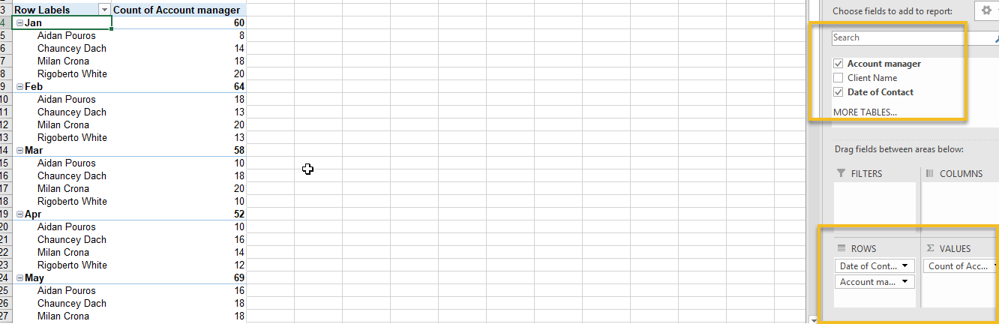 3 Row Labels Count of Account manager
4 Jan 60
5 Aidan Pouros 8
6 Chauncey Dach 14
7 Milan Crona 18
8 Rigoberto White 20
9 Feb 64
10 Aidan Pouros 18
11 Chauncey Dach 13
12 Milan Crona 20
13 Rigoberto White 13
14 Mar 58
15 Aidan Pouros 10
16 Chauncey Dach 18
17 Milan Crona 20
18 Rigoberto White 10
19 Apr 52
20 Aidan Pouros 10
21 Chauncey Dach 16
22 Milan Crona 14
23 Rigoberto White 12
24 May 69
25 Aidan Pouros 16
26 Chauncey Dach 18
27 Milan Crona 18
Choose fields to add to report:
Search
Account manager
Client Name
Date of Contact
MORE TABLES...
Drag fields between areas below:
FILTERS
COLUMNS
ROWS
Date of Cont...
Account ma...
Σ VALUES
Count of Acc...